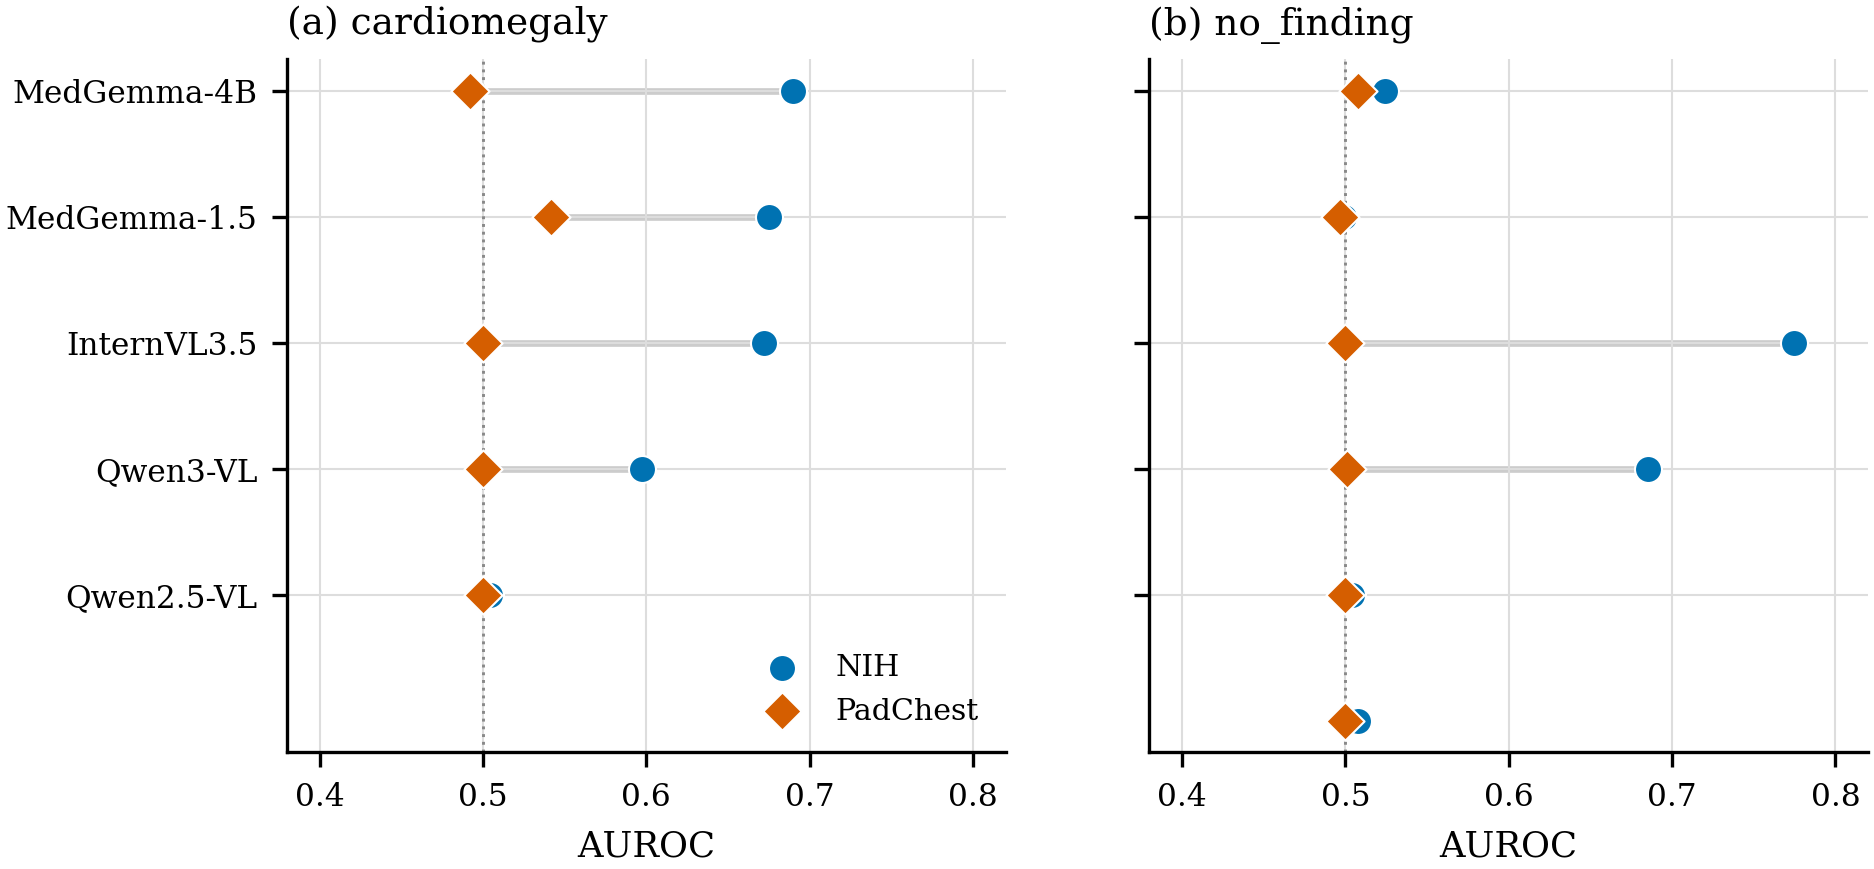 (a) cardiomegaly
(b) no_finding
MedGemma-4B
MedGemma-1.5
InternVL3.5
Qwen3-VL
Qwen2.5-VL
NIH
PadChest
0.4 0.5 0.6 0.7 0.8
0.4 0.5 0.6 0.7 0.8
AUROC
AUROC